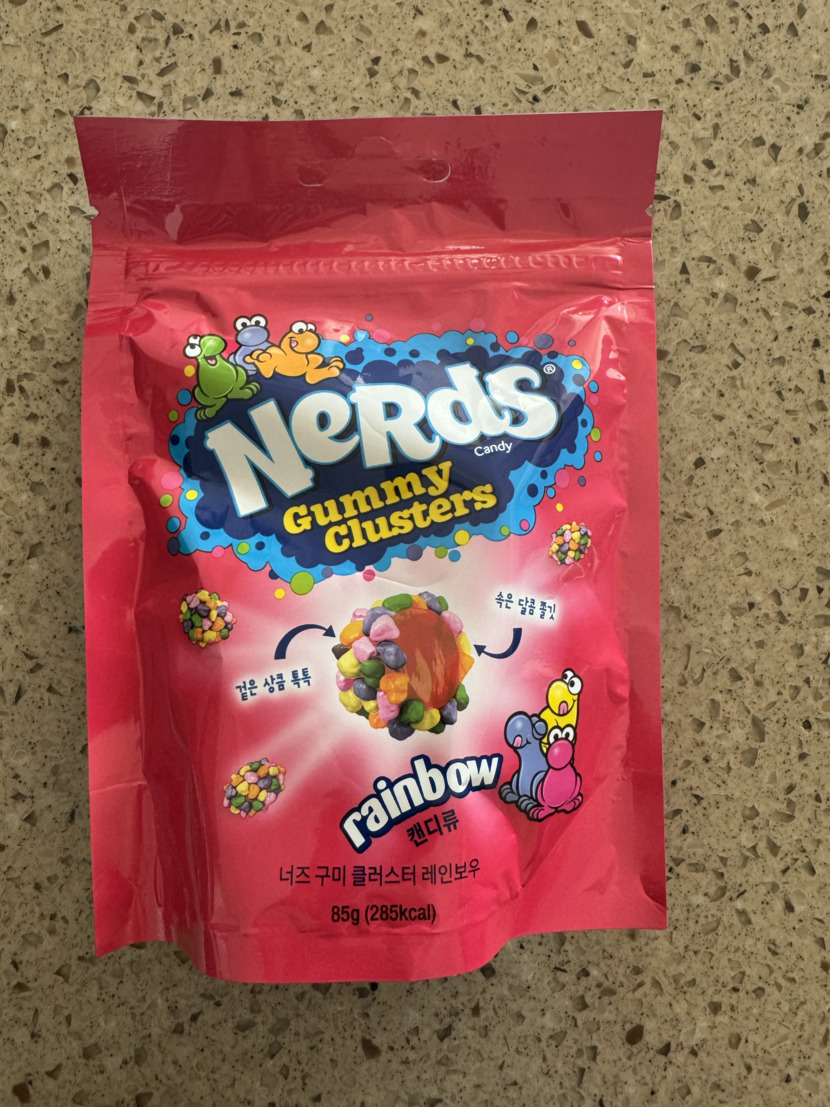 NeRds®
Candy
Gummy
Clusters
속은 달콤 쫄깃
겉은 상큼 톡톡
rainbow
캔디류
너즈 구미 클러스터 레인보우
85g (285kcal)